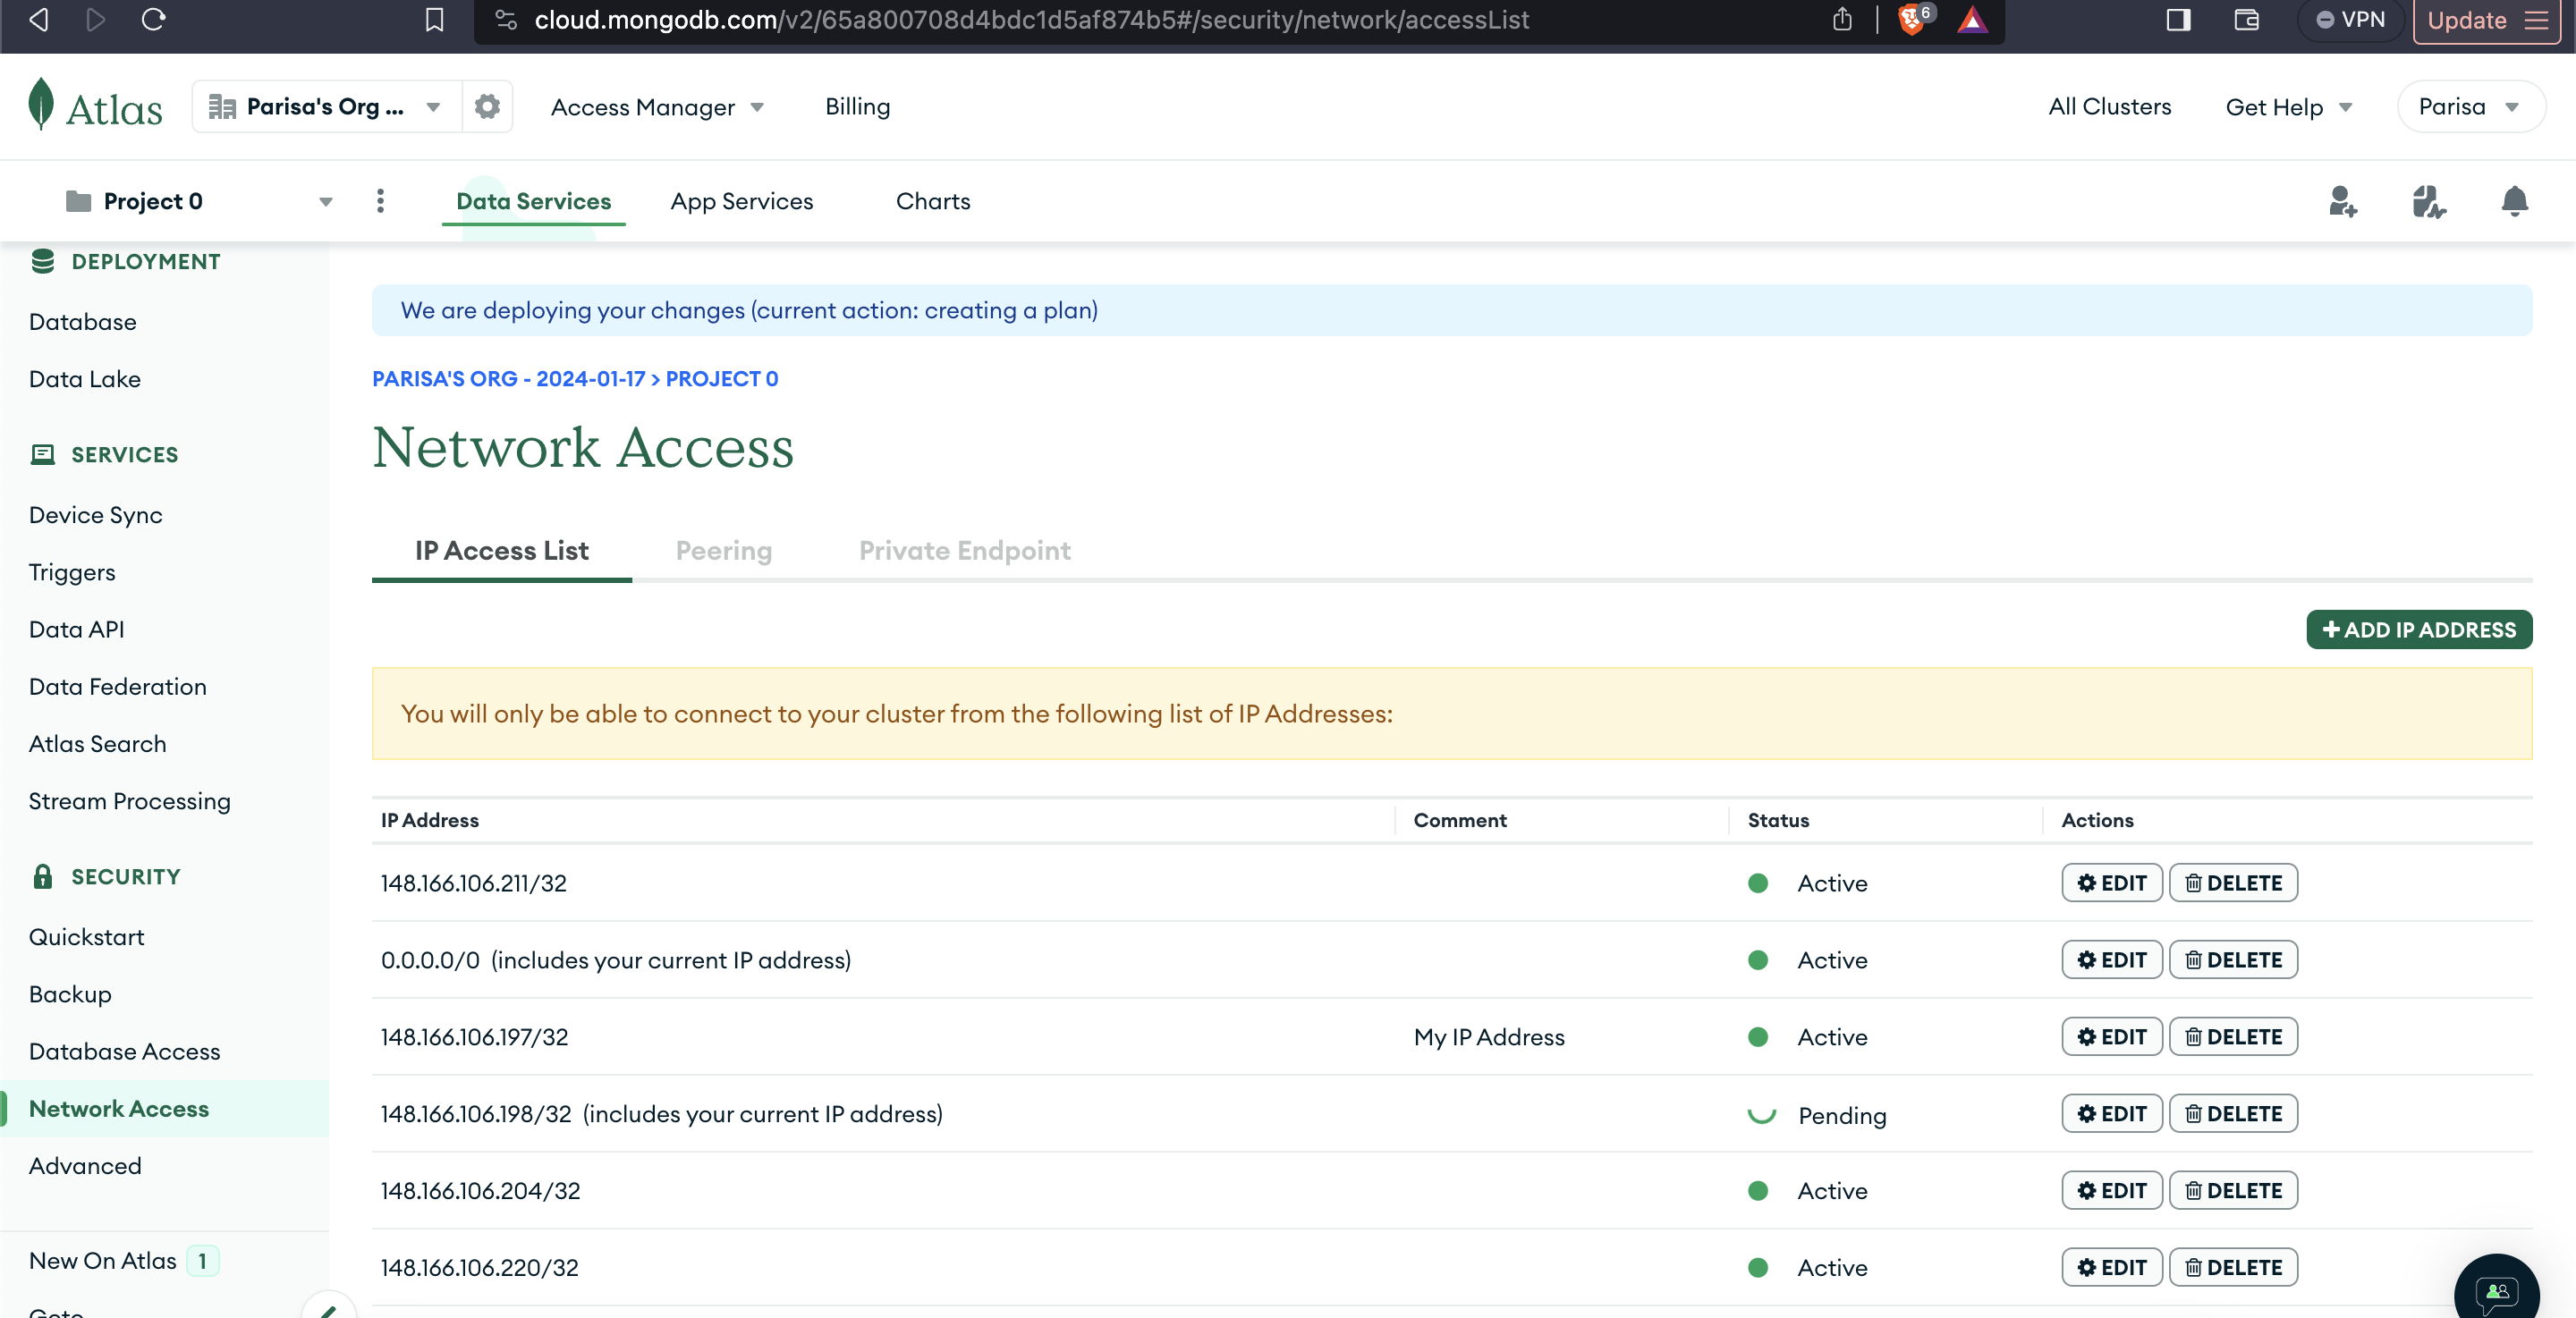 cloud.mongodb.com/v2/65a800708d4bdc1d5af874b5#/security/network/accessList
6
VPN
Update
Atlas
Parisa's Org ...
Access Manager
Billing
All Clusters
Get Help
Parisa
Project 0
Data Services
App Services
Charts
DEPLOYMENT
Database
Data Lake
SERVICES
Device Sync
Triggers
Data API
Data Federation
Atlas Search
Stream Processing
SECURITY
Quickstart
Backup
Database Access
Network Access
Advanced
New On Atlas 1
Goto
We are deploying your changes (current action: creating a plan)
PARISA'S ORG - 2024-01-17 > PROJECT 0
Network Access
IP Access List
Peering
Private Endpoint
+ ADD IP ADDRESS
You will only be able to connect to your cluster from the following list of IP Addresses:
IP Address Comment Status Actions
148.166.106.211/32 Active EDIT DELETE
0.0.0.0/0 (includes your current IP address) Active EDIT DELETE
148.166.106.197/32 My IP Address Active EDIT DELETE
148.166.106.198/32 (includes your current IP address) Pending EDIT DELETE
148.166.106.204/32 Active EDIT DELETE
148.166.106.220/32 Active EDIT DELETE